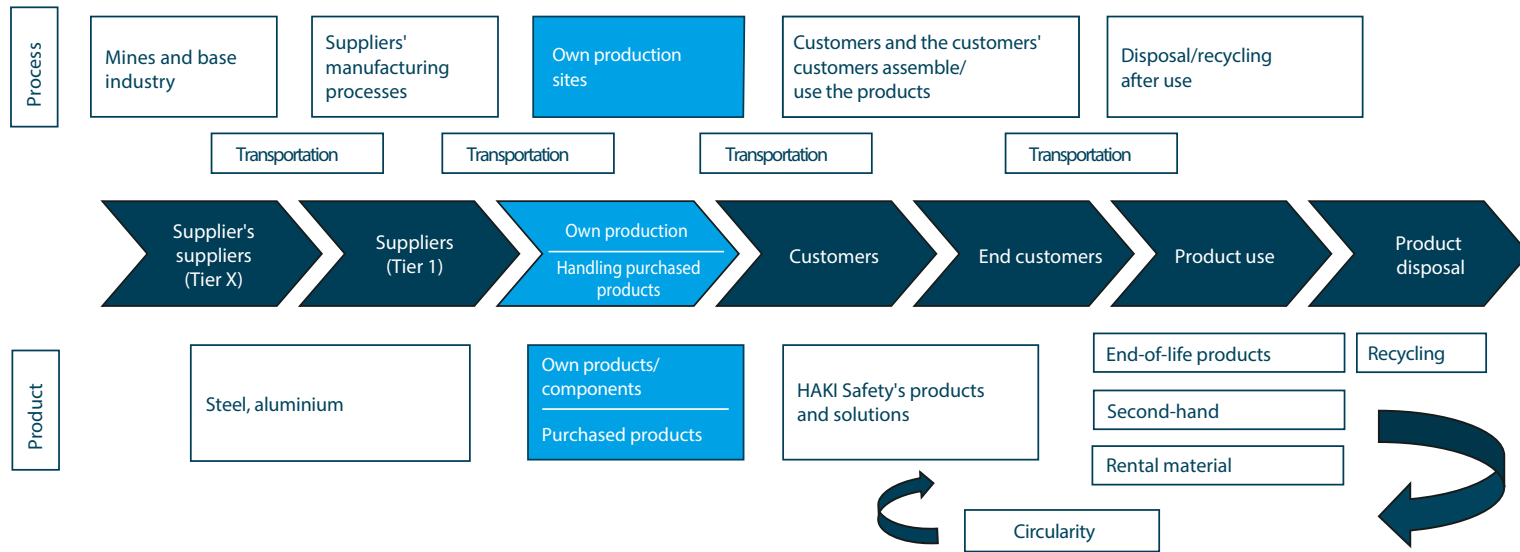 Process
Mines and base
industry
Suppliers'
manufacturing
processes
Own production
sites
Customers and the customers'
customers assemble/
use the products
Disposal/recycling
after use
Transportation
Transportation
Transportation
Transportation
Supplier's
suppliers
(Tier X)
Suppliers
(Tier 1)
Own production
Handling purchased
products
Customers
End customers
Product use
Product
disposal
Product
Steel, aluminium
Own products/
components
Purchased products
HAKI Safety's products
and solutions
End-of-life products
Recycling
Second-hand
Rental material
Circularity